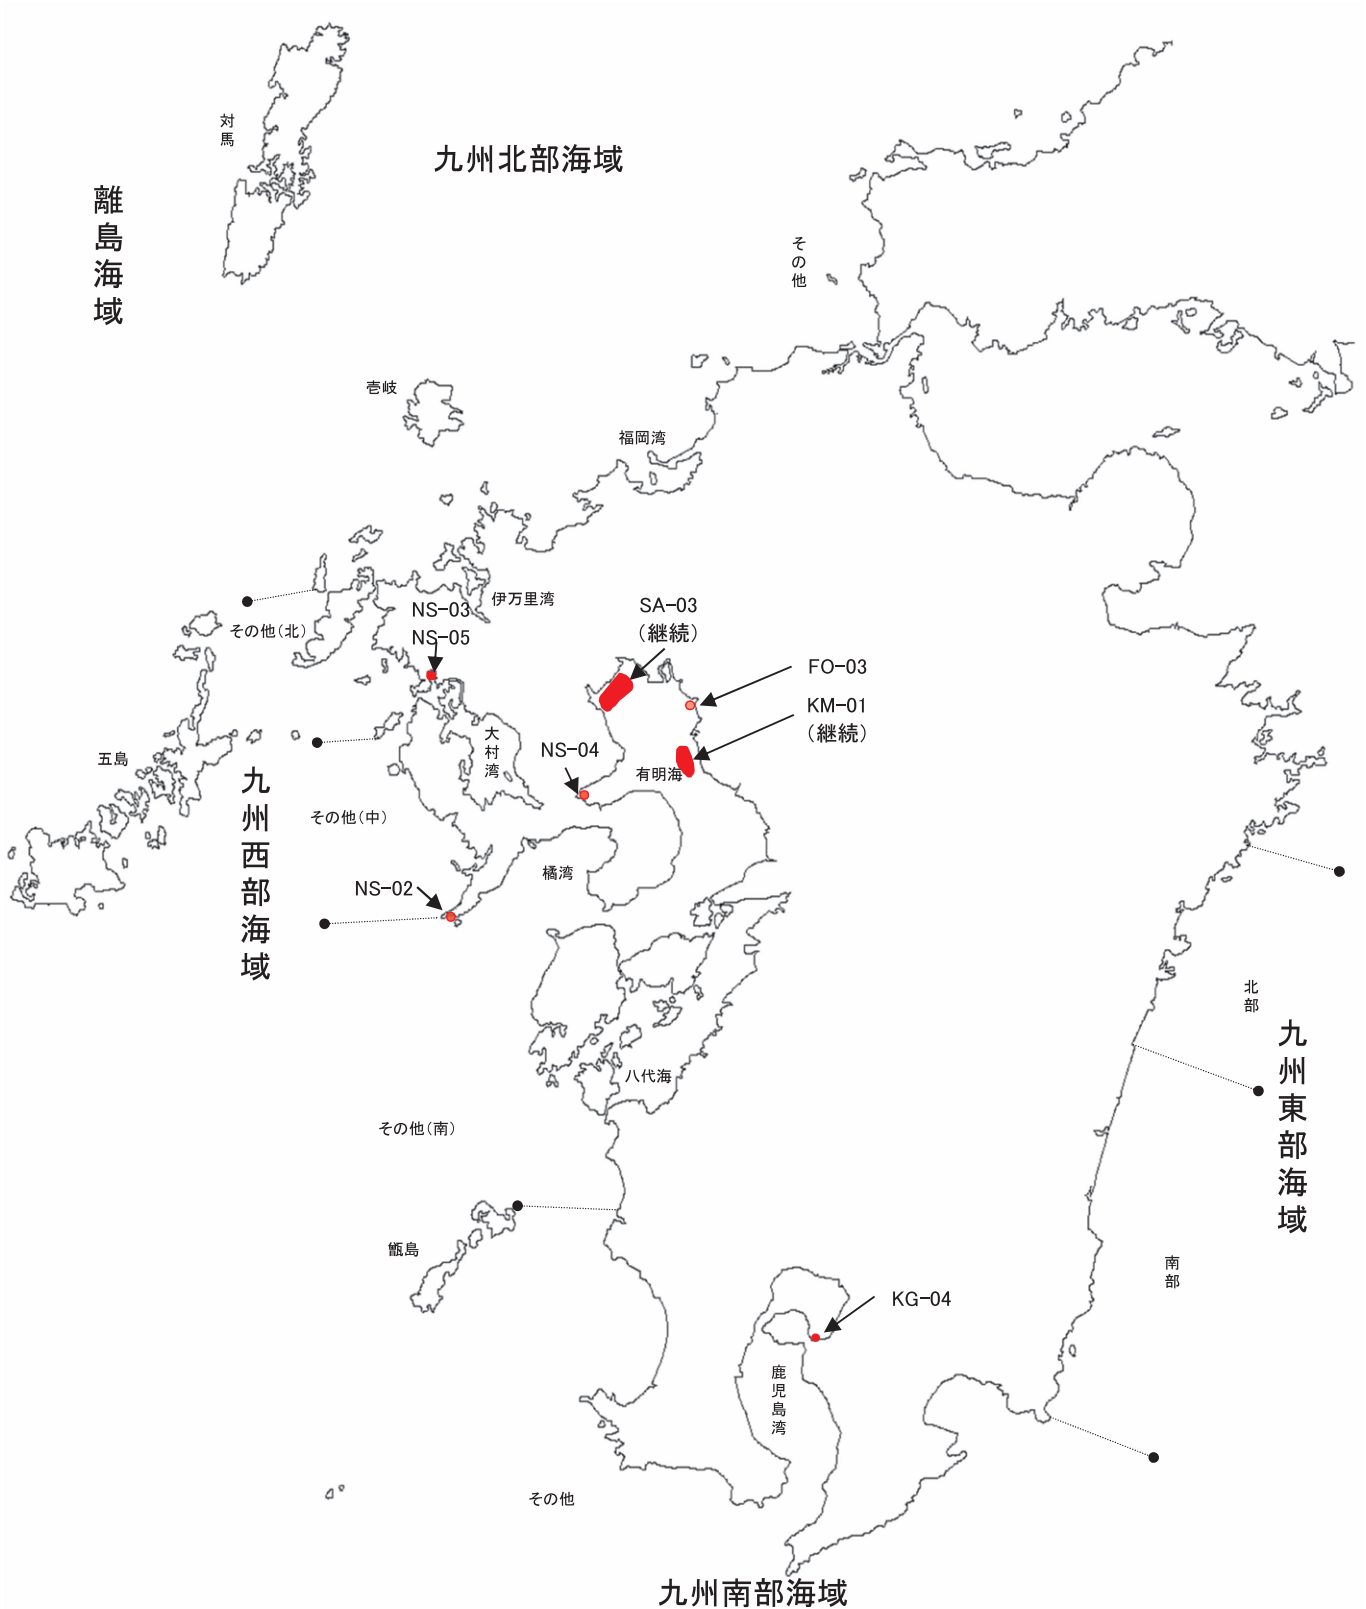 対馬
九州北部海域
離島海域
その他
壱岐
福岡湾
伊万里湾
NS-03
NS-05
SA-03
(継続)
その他(北)
FO-03
KM-01
(継続)
大村湾
NS-04
五島
有明海
九州西部海域
その他(中)
橘湾
NS-02
北部
九州東部海域
八代海
その他(南)
甑島
南部
KG-04
鹿児島湾
その他
九州南部海域